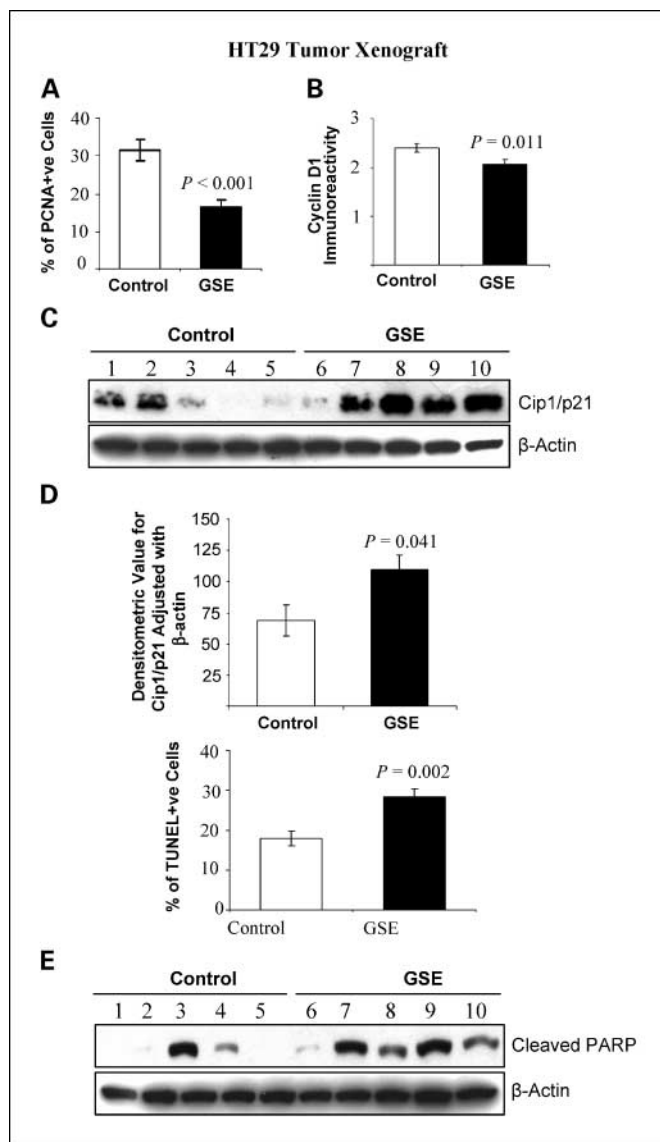 HT29 Tumor Xenograft
A
% of PCNA+ve Cells
40
30
20
10
0
P < 0.001
Control GSE
B
Cyclin D1
Immunoreactivity
3
2
1
P = 0.011
Control GSE
C
Control GSE
1 2 3 4 5 6 7 8 9 10
Cip1/p21
β-Actin
D
Densitometric Value for
Cip1/p21 Adjusted with
β-actin
150
125
100
75
50
25
P = 0.041
Control GSE
% of TUNEL+ve Cells
40
30
20
10
0
P = 0.002
Control GSE
E
Control GSE
1 2 3 4 5 6 7 8 9 10
Cleaved PARP
β-Actin